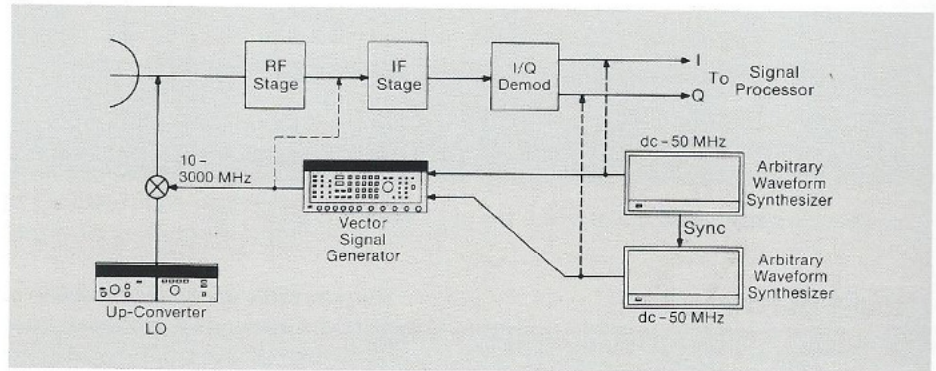 RF
Stage
IF
Stage
I/Q
Demod
I
To Signal
Processor
Q
dc – 50 MHz
Arbitrary
Waveform
Synthesizer
10 –
3000 MHz
Vector
Signal
Generator
Sync
Arbitrary
Waveform
Synthesizer
dc – 50 MHz
Up-Converter
LO